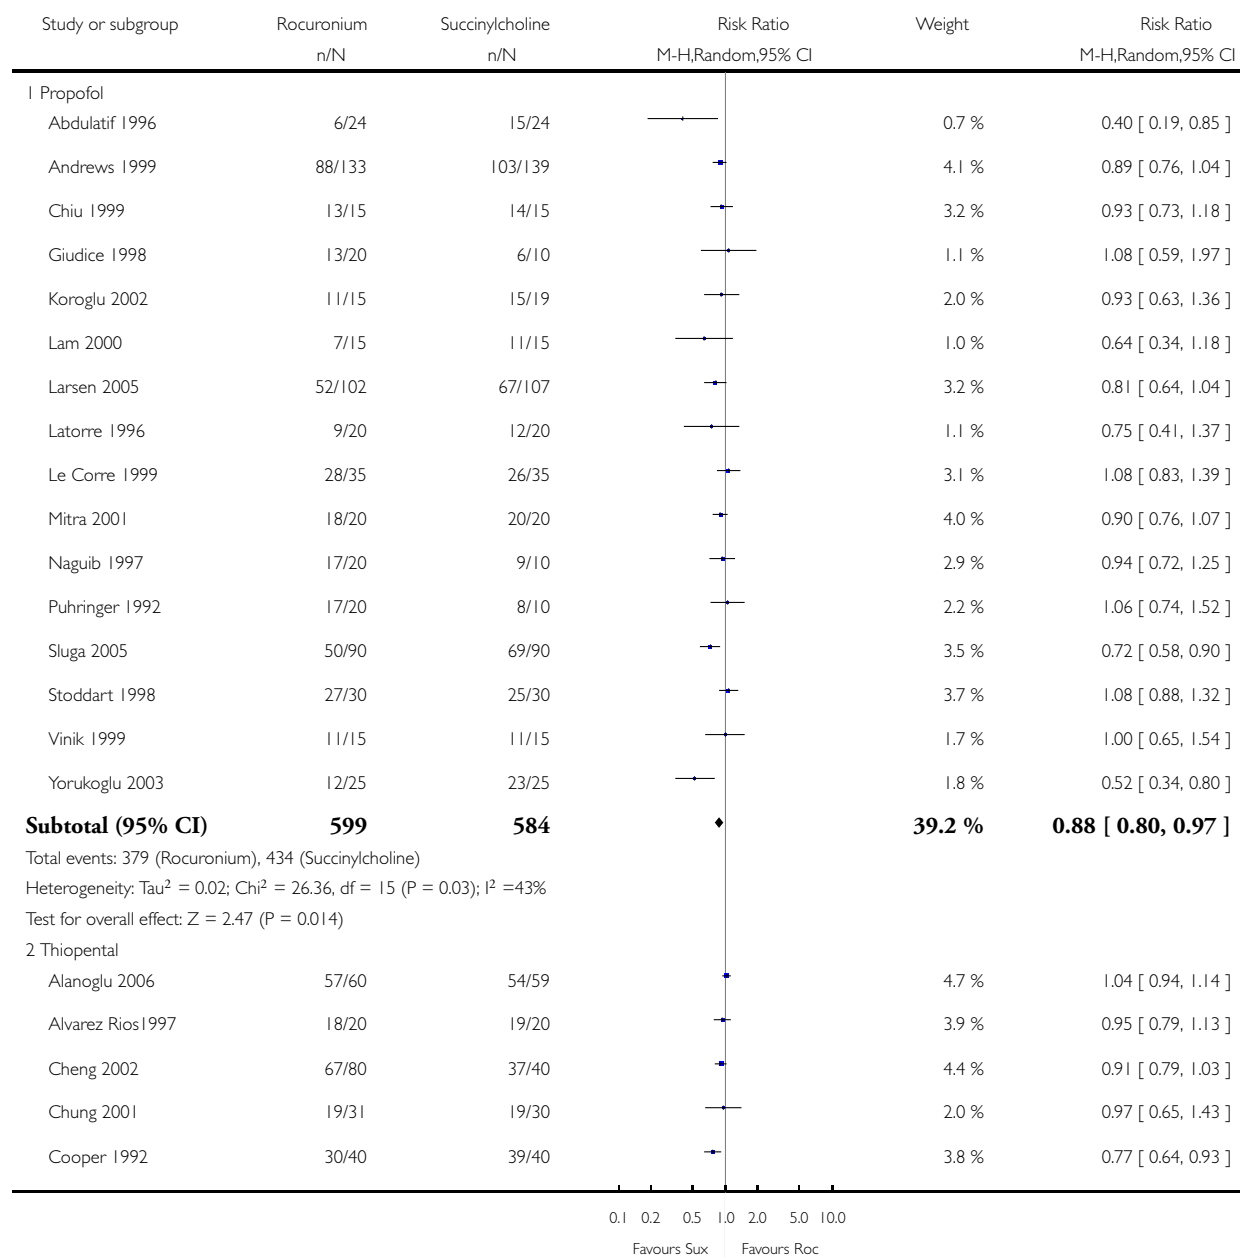 Study or subgroup Rocuronium Succinylcholine Risk Ratio Weight Risk Ratio
n/N n/N M-H,Random,95% CI M-H,Random,95% CI
1 Propofol
Abdulatif 1996 6/24 15/24 0.7 % 0.40 [ 0.19, 0.85 ]
Andrews 1999 88/133 103/139 4.1 % 0.89 [ 0.76, 1.04 ]
Chiu 1999 13/15 14/15 3.2 % 0.93 [ 0.73, 1.18 ]
Giudice 1998 13/20 6/10 1.1 % 1.08 [ 0.59, 1.97 ]
Koroglu 2002 11/15 15/19 2.0 % 0.93 [ 0.63, 1.36 ]
Lam 2000 7/15 11/15 1.0 % 0.64 [ 0.34, 1.18 ]
Larsen 2005 52/102 67/107 3.2 % 0.81 [ 0.64, 1.04 ]
Latorre 1996 9/20 12/20 1.1 % 0.75 [ 0.41, 1.37 ]
Le Corre 1999 28/35 26/35 3.1 % 1.08 [ 0.83, 1.39 ]
Mitra 2001 18/20 20/20 4.0 % 0.90 [ 0.76, 1.07 ]
Naguib 1997 17/20 9/10 2.9 % 0.94 [ 0.72, 1.25 ]
Puhringer 1992 17/20 8/10 2.2 % 1.06 [ 0.74, 1.52 ]
Sluga 2005 50/90 69/90 3.5 % 0.72 [ 0.58, 0.90 ]
Stoddart 1998 27/30 25/30 3.7 % 1.08 [ 0.88, 1.32 ]
Vinik 1999 11/15 11/15 1.7 % 1.00 [ 0.65, 1.54 ]
Yorukoglu 2003 12/25 23/25 1.8 % 0.52 [ 0.34, 0.80 ]
Subtotal (95% CI) 599 584 39.2 % 0.88 [ 0.80, 0.97 ]
Total events: 379 (Rocuronium), 434 (Succinylcholine)
Heterogeneity: Tau² = 0.02; Chi² = 26.36, df = 15 (P = 0.03); I² =43%
Test for overall effect: Z = 2.47 (P = 0.014)
2 Thiopental
Alanoglu 2006 57/60 54/59 4.7 % 1.04 [ 0.94, 1.14 ]
Alvarez Rios1997 18/20 19/20 3.9 % 0.95 [ 0.79, 1.13 ]
Cheng 2002 67/80 37/40 4.4 % 0.91 [ 0.79, 1.03 ]
Chung 2001 19/31 19/30 2.0 % 0.97 [ 0.65, 1.43 ]
Cooper 1992 30/40 39/40 3.8 % 0.77 [ 0.64, 0.93 ]
0.1 0.2 0.5 1.0 2.0 5.0 10.0
Favours Sux Favours Roc